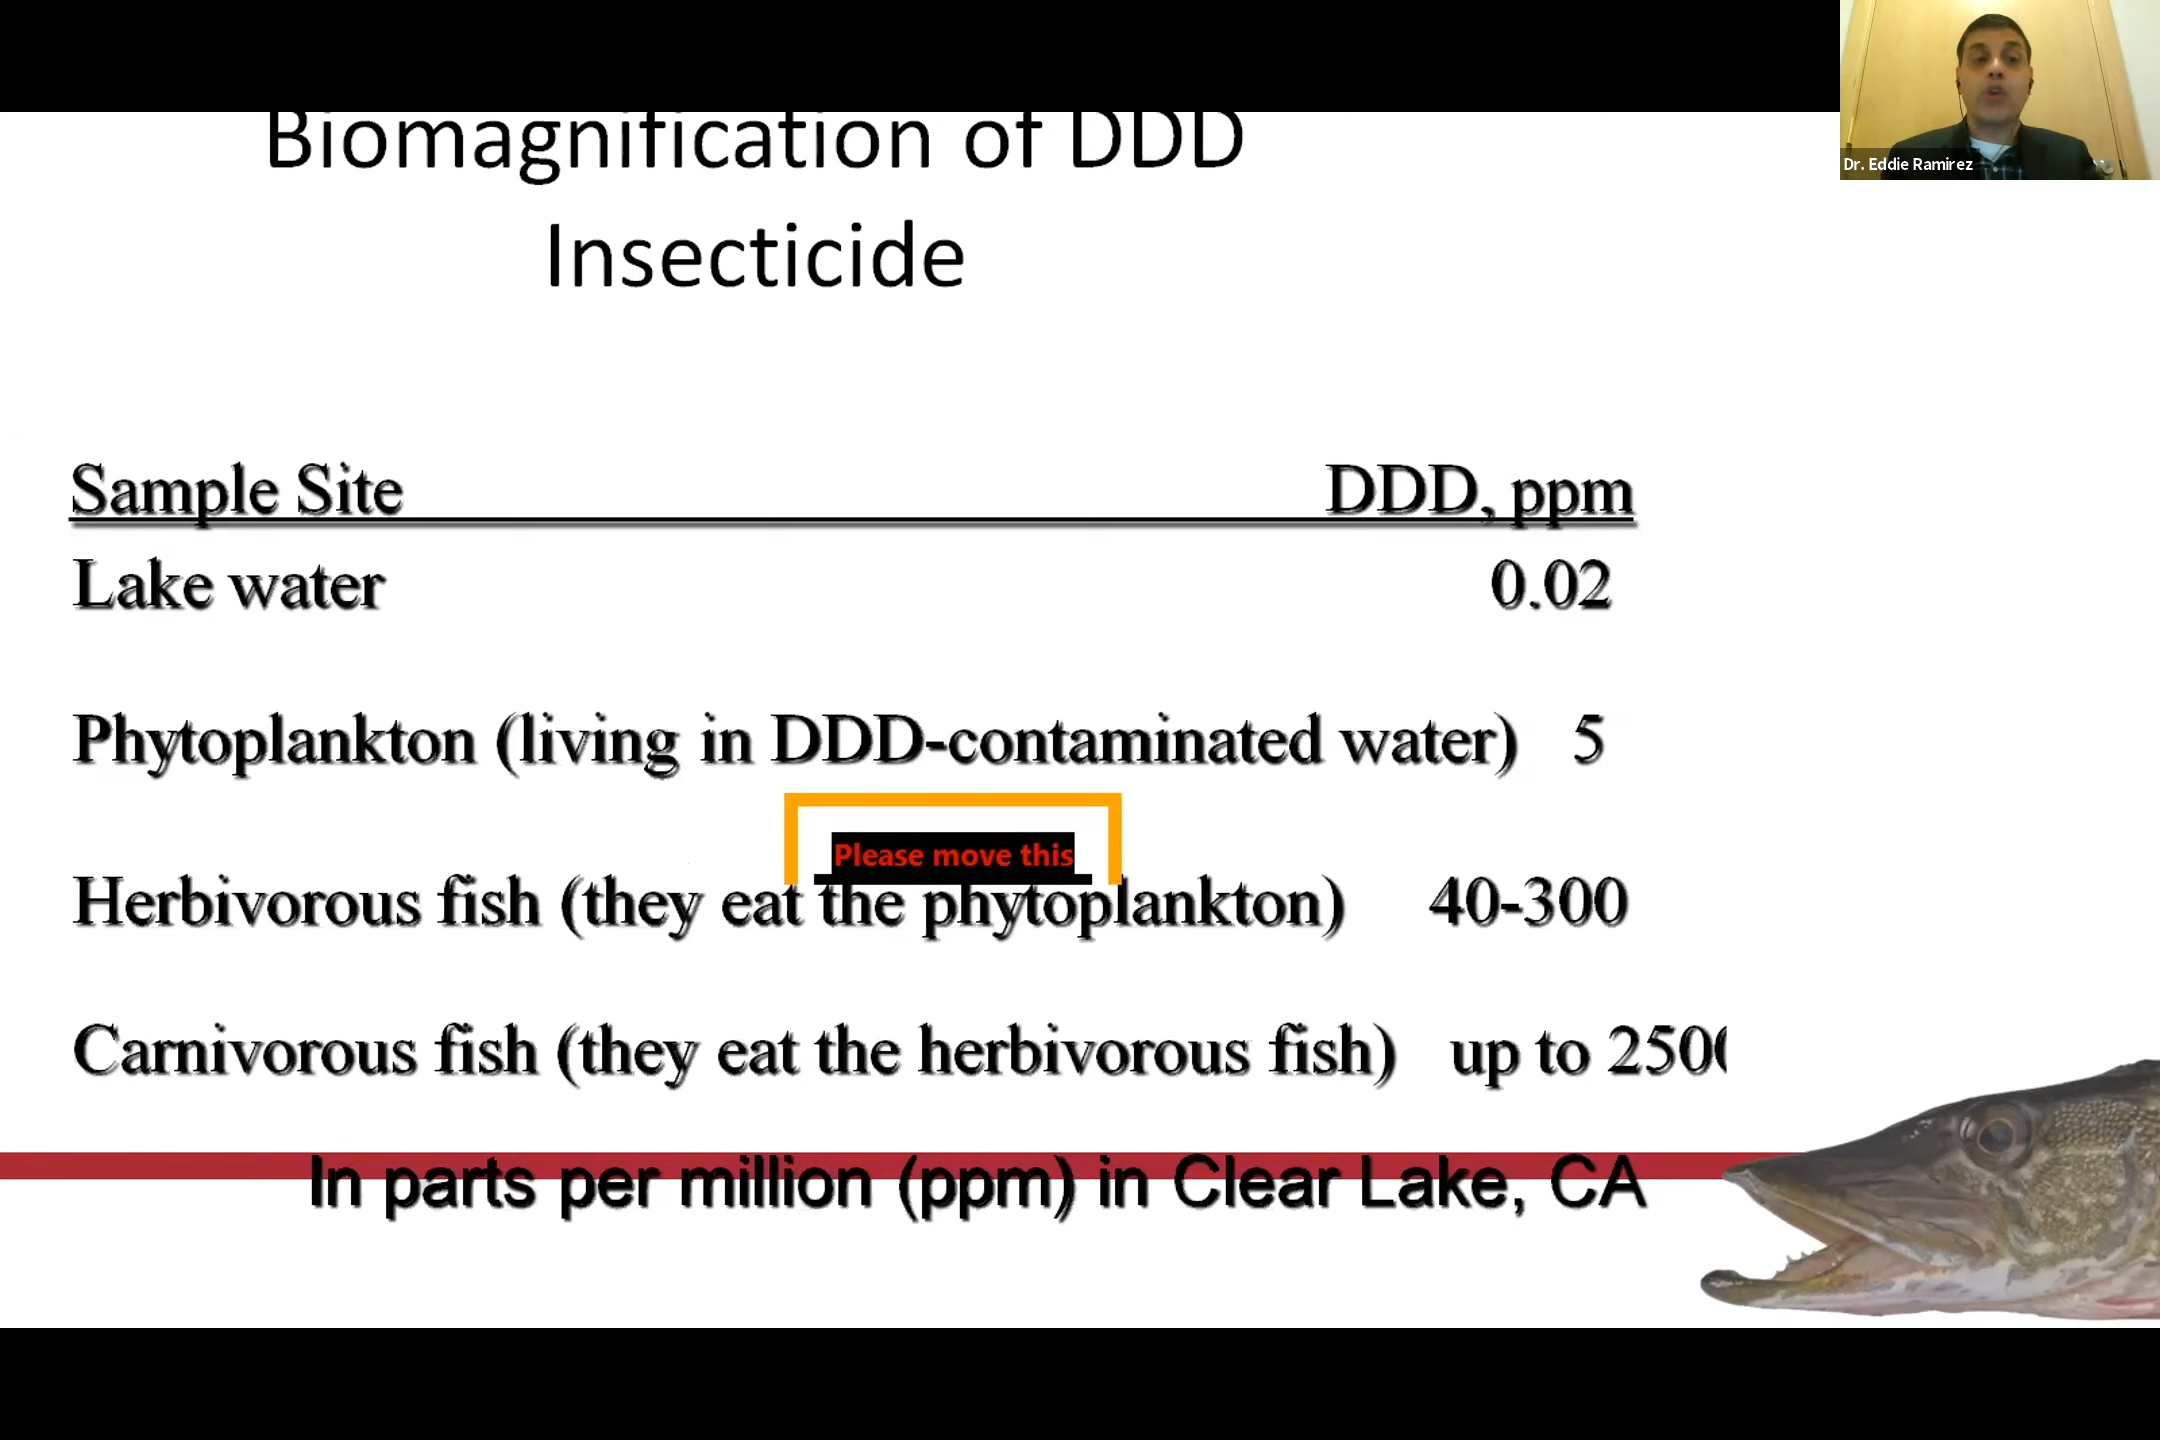 Dr. Eddie Ramirez
Biomagnification of DDD
Insecticide
Sample Site DDD, ppm
Lake water 0.02
Phytoplankton (living in DDD-contaminated water) 5
Please move this
Herbivorous fish (they eat the phytoplankton) 40-300
Carnivorous fish (they eat the herbivorous fish) up to 2500
In parts per million (ppm) in Clear Lake, CA